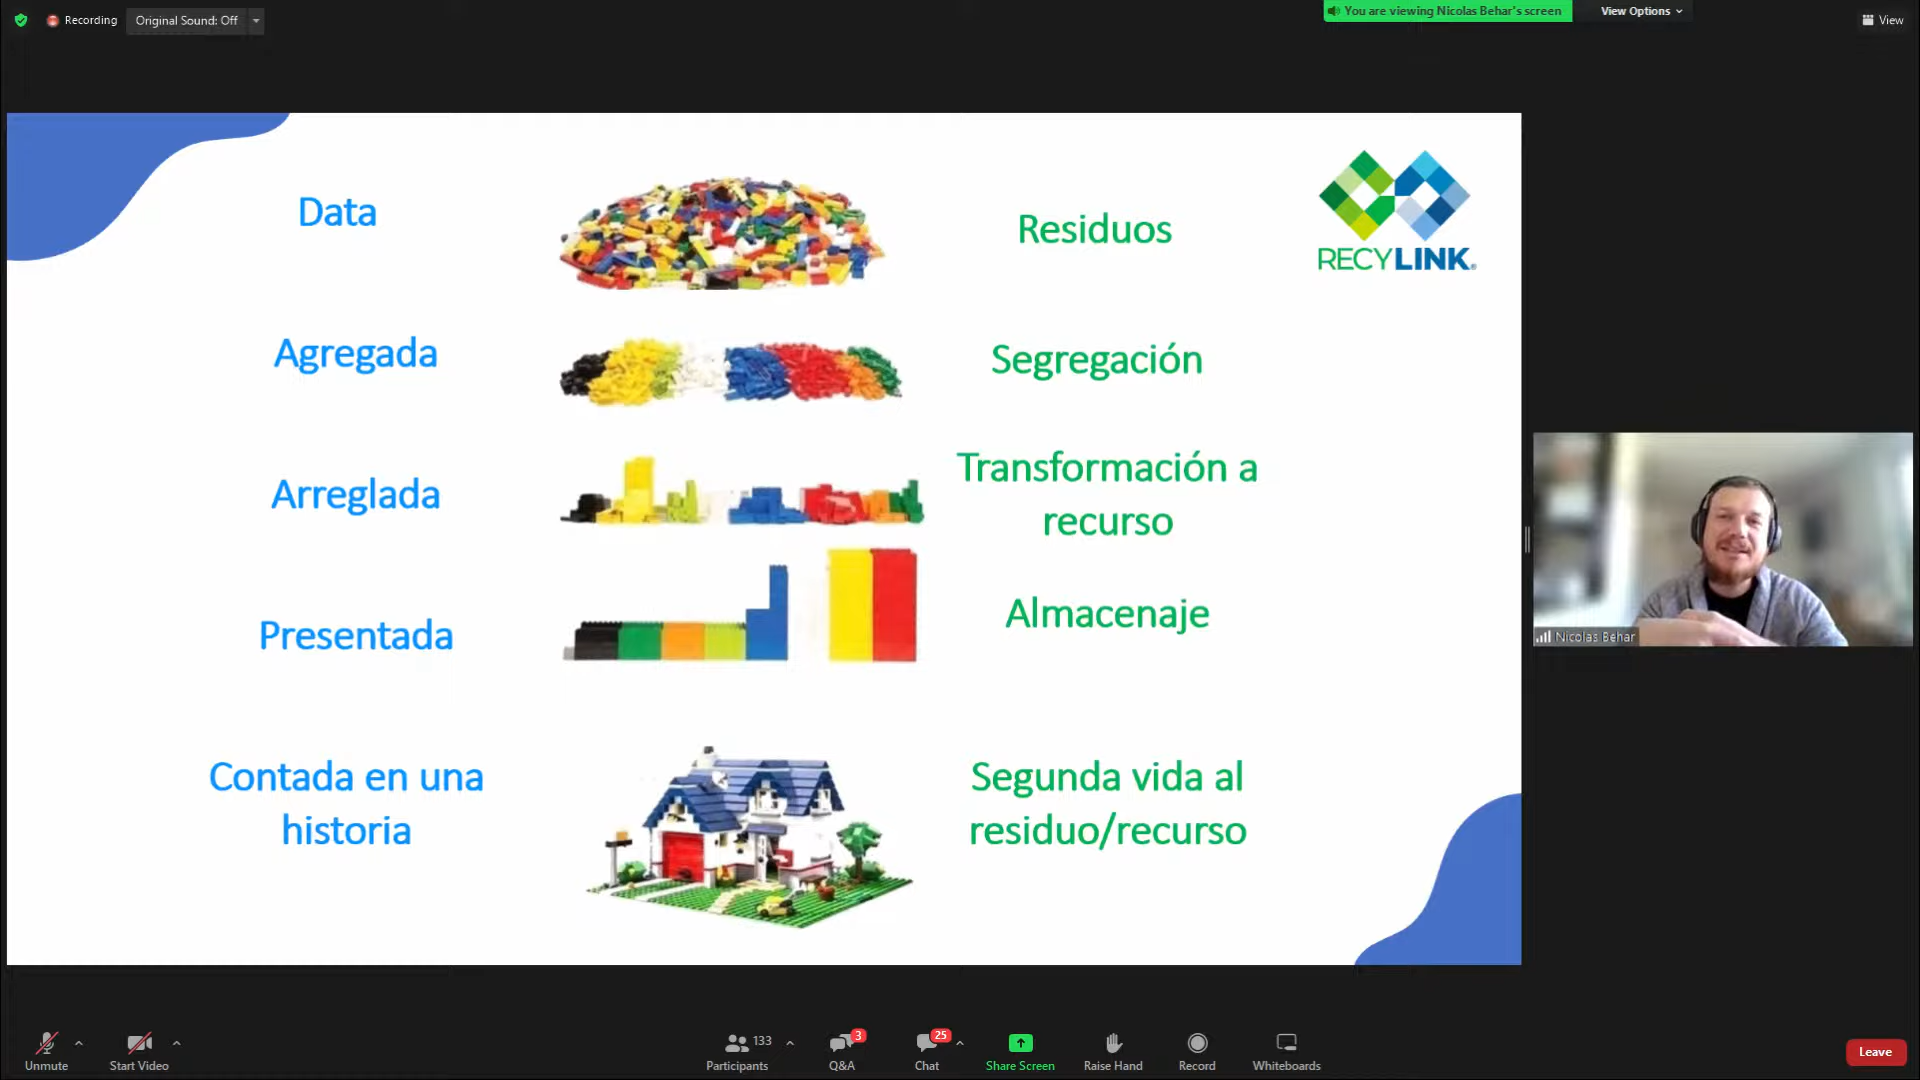 Recording
Original Sound: Off
You are viewing Nicolas Behar's screen
View Options
View
Data
Residuos
RECYLINK®
Agregada
Segregación
Arreglada
Transformación a
recurso
Presentada
Almacenaje
Contada en una
historia
Segunda vida al
residuo/recurso
Nicolas Behar
Unmute
Start Video
133
Participants
3
Q&A
25
Chat
Share Screen
Raise Hand
Record
Whiteboards
Leave